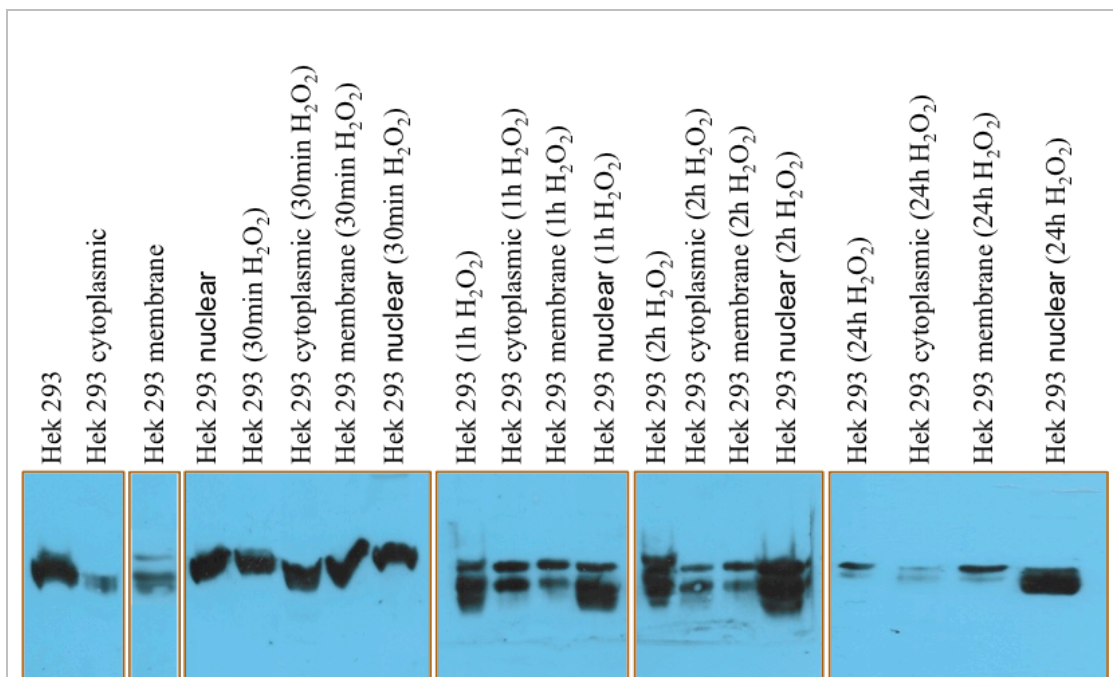 Hek 293
Hek 293 cytoplasmic
Hek 293 membrane
Hek 293 nuclear
Hek 293 (30min H₂O₂)
Hek 293 cytoplasmic (30min H₂O₂)
Hek 293 membrane (30min H₂O₂)
Hek 293 nuclear (30min H₂O₂)
Hek 293 (1h H₂O₂)
Hek 293 cytoplasmic (1h H₂O₂)
Hek 293 membrane (1h H₂O₂)
Hek 293 nuclear (1h H₂O₂)
Hek 293 (2h H₂O₂)
Hek 293 cytoplasmic (2h H₂O₂)
Hek 293 membrane (2h H₂O₂)
Hek 293 nuclear (2h H₂O₂)
Hek 293 (24h H₂O₂)
Hek 293 cytoplasmic (24h H₂O₂)
Hek 293 membrane (24h H₂O₂)
Hek 293 nuclear (24h H₂O₂)